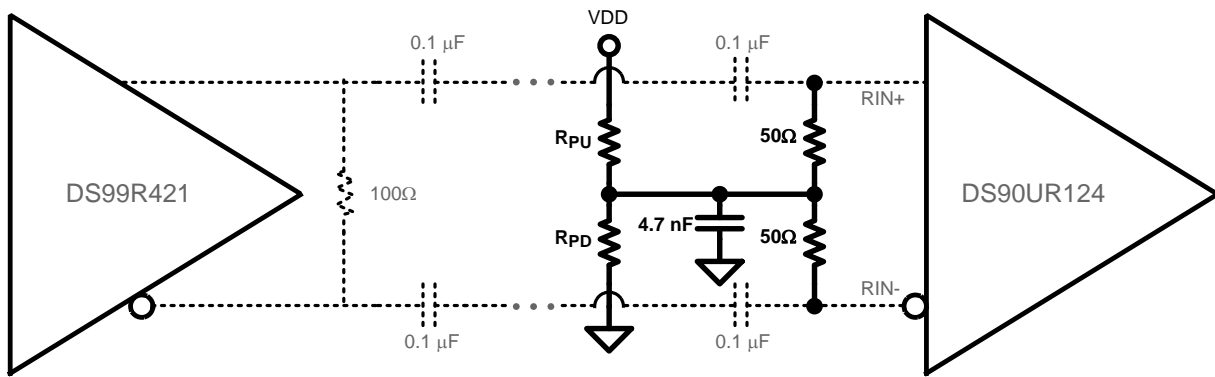 VDD
0.1 μF
0.1 μF
RIN+
RPU
50Ω
DS99R421
100Ω
DS90UR124
RPD
4.7 nF
50Ω
RIN-
0.1 μF
0.1 μF